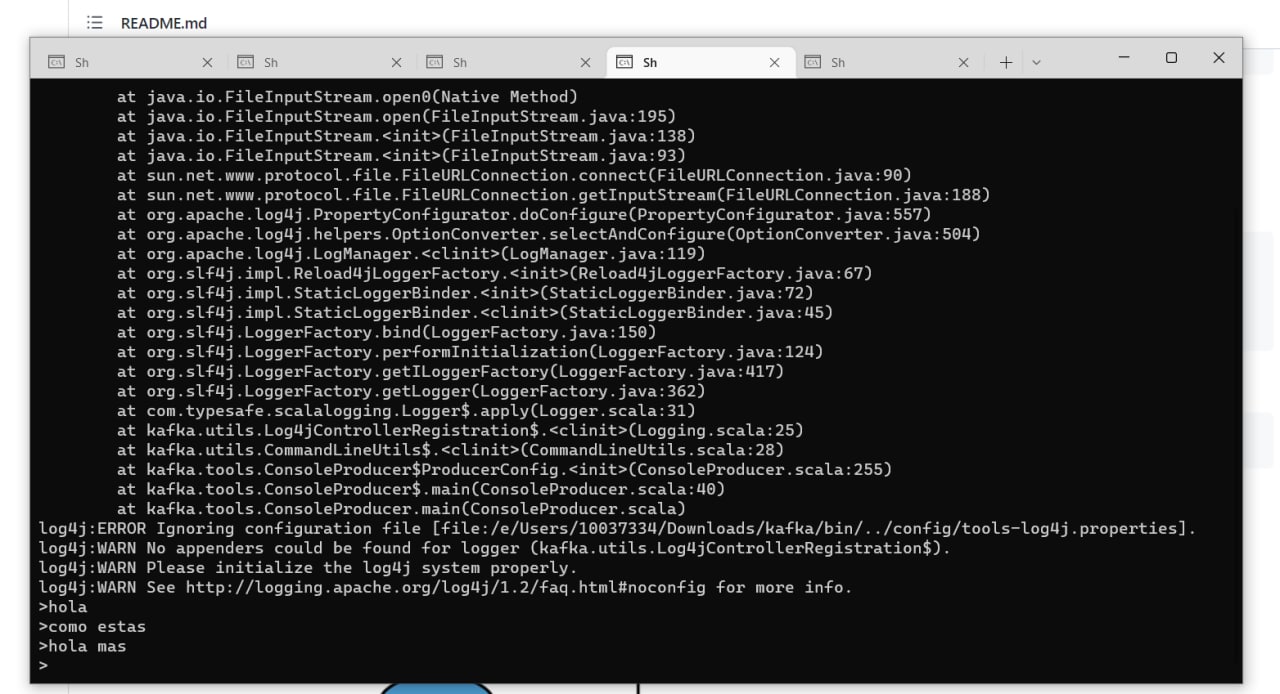 README.md
Sh
Sh
Sh
Sh
Sh
at java.io.FileInputStream.open0(Native Method)
at java.io.FileInputStream.open(FileInputStream.java:195)
at java.io.FileInputStream.<init>(FileInputStream.java:138)
at java.io.FileInputStream.<init>(FileInputStream.java:93)
at sun.net.www.protocol.file.FileURLConnection.connect(FileURLConnection.java:90)
at sun.net.www.protocol.file.FileURLConnection.getInputStream(FileURLConnection.java:188)
at org.apache.log4j.PropertyConfigurator.doConfigure(PropertyConfigurator.java:557)
at org.apache.log4j.helpers.OptionConverter.selectAndConfigure(OptionConverter.java:504)
at org.apache.log4j.LogManager.<clinit>(LogManager.java:119)
at org.slf4j.impl.Reload4jLoggerFactory.<init>(Reload4jLoggerFactory.java:67)
at org.slf4j.impl.StaticLoggerBinder.<init>(StaticLoggerBinder.java:72)
at org.slf4j.impl.StaticLoggerBinder.<clinit>(StaticLoggerBinder.java:45)
at org.slf4j.LoggerFactory.bind(LoggerFactory.java:150)
at org.slf4j.LoggerFactory.performInitialization(LoggerFactory.java:124)
at org.slf4j.LoggerFactory.getILoggerFactory(LoggerFactory.java:417)
at org.slf4j.LoggerFactory.getLogger(LoggerFactory.java:362)
at com.typesafe.scalalogging.Logger$.apply(Logger.scala:31)
at kafka.utils.Log4jControllerRegistration$.<clinit>(Logging.scala:25)
at kafka.utils.CommandLineUtils$.<clinit>(CommandLineUtils.scala:28)
at kafka.tools.ConsoleProducer$ProducerConfig.<init>(ConsoleProducer.scala:255)
at kafka.tools.ConsoleProducer$.main(ConsoleProducer.scala:40)
at kafka.tools.ConsoleProducer.main(ConsoleProducer.scala)
log4j:ERROR Ignoring configuration file [file:/e/Users/10037334/Downloads/kafka/bin/../config/tools-log4j.properties].
log4j:WARN No appenders could be found for logger (kafka.utils.Log4jControllerRegistration$).
log4j:WARN Please initialize the log4j system properly.
log4j:WARN See http://logging.apache.org/log4j/1.2/faq.html#noconfig for more info.
>hola
>como estas
>hola mas
>